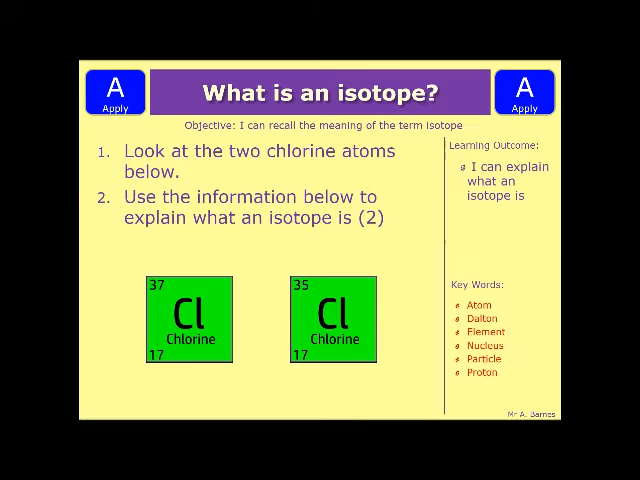 A
Apply
What is an isotope?
A
Apply
Objective: I can recall the meaning of the term isotope
1. Look at the two chlorine atoms
below.
2. Use the information below to
explain what an isotope is (2)
37
Cl
Chlorine
17
35
Cl
Chlorine
17
Learning Outcome:
I can explain
what an
isotope is
Key Words:
Atom
Dalton
Element
Nucleus
Particle
Proton
Mr A. Barnes